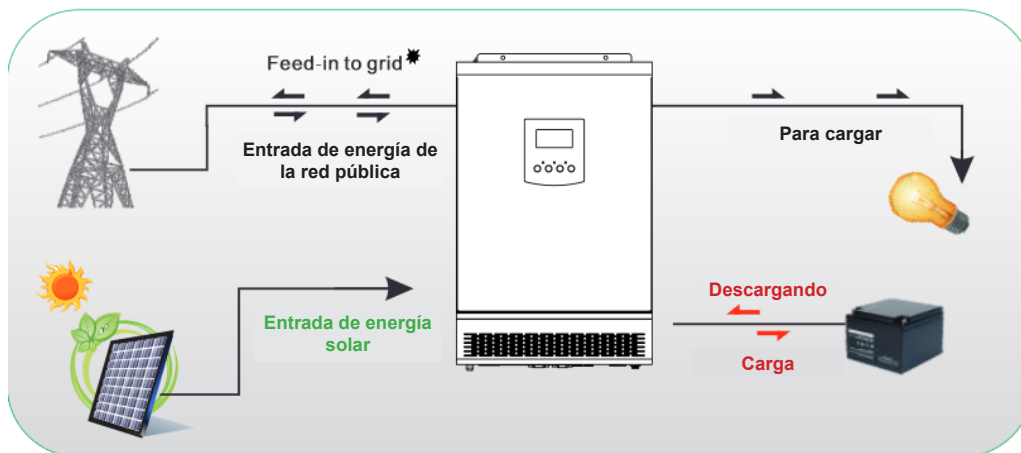 Feed-in to grid*
Entrada de energía de
la red pública
Para cargar
Entrada de energía
solar
Descargando
Carga